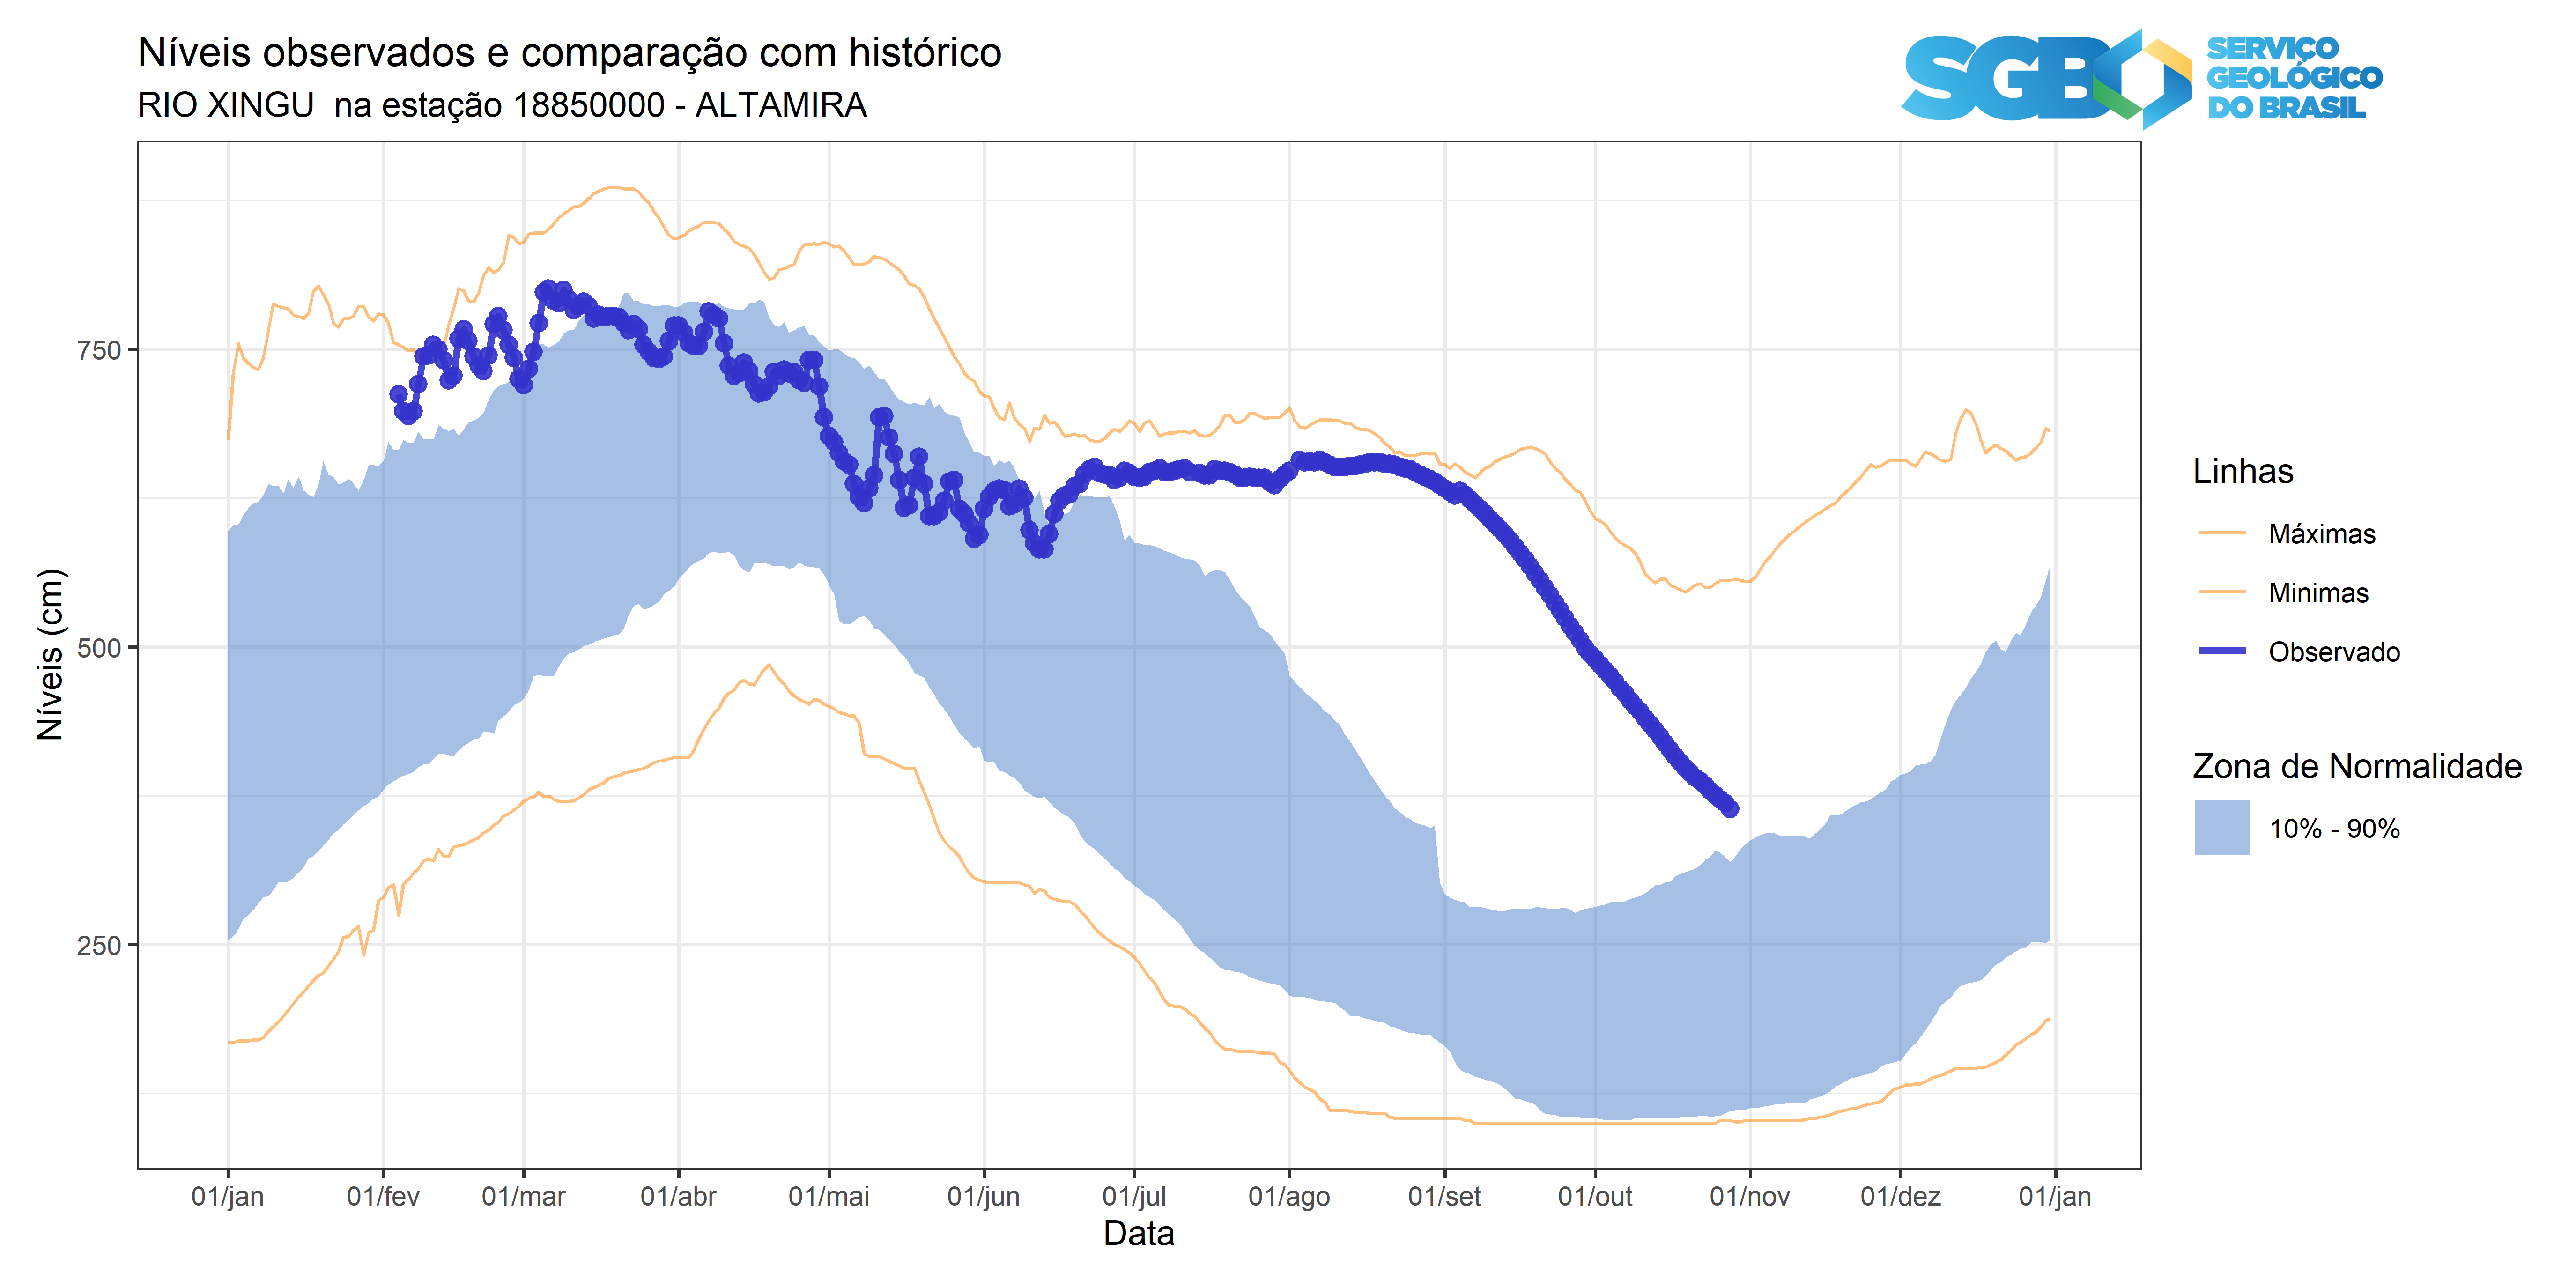 Níveis observados e comparação com histórico
RIO XINGU  na estação 18850000 - ALTAMIRA
SGB
SERVIÇO
GEOLÓGICO
DO BRASIL
Níveis (cm)
750
500
250
01/jan
01/fev
01/mar
01/abr
01/mai
01/jun
01/jul
01/ago
01/set
01/out
01/nov
01/dez
01/jan
Data
Linhas
Máximas
Minimas
Observado
Zona de Normalidade
10% - 90%